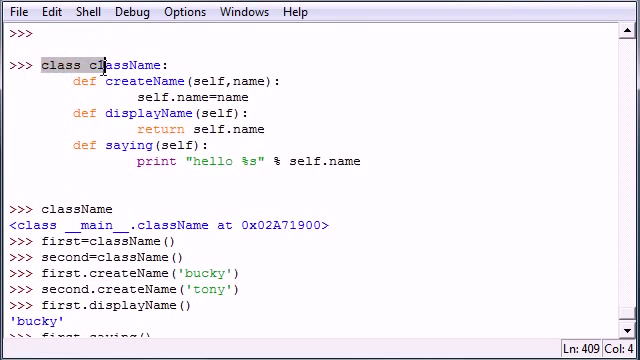 File Edit Shell Debug Options Windows Help
>>>
>>> class className:
def createName(self,name):
self.name=name
def displayName(self):
return self.name
def saying(self):
print "hello %s" % self.name
>>> className
<class __main__.className at 0x02A71900>
>>> first=className()
>>> second=className()
>>> first.createName('bucky')
>>> second.createName('tony')
>>> first.displayName()
'bucky'
>>> first.saying()
Ln: 409 Col: 4